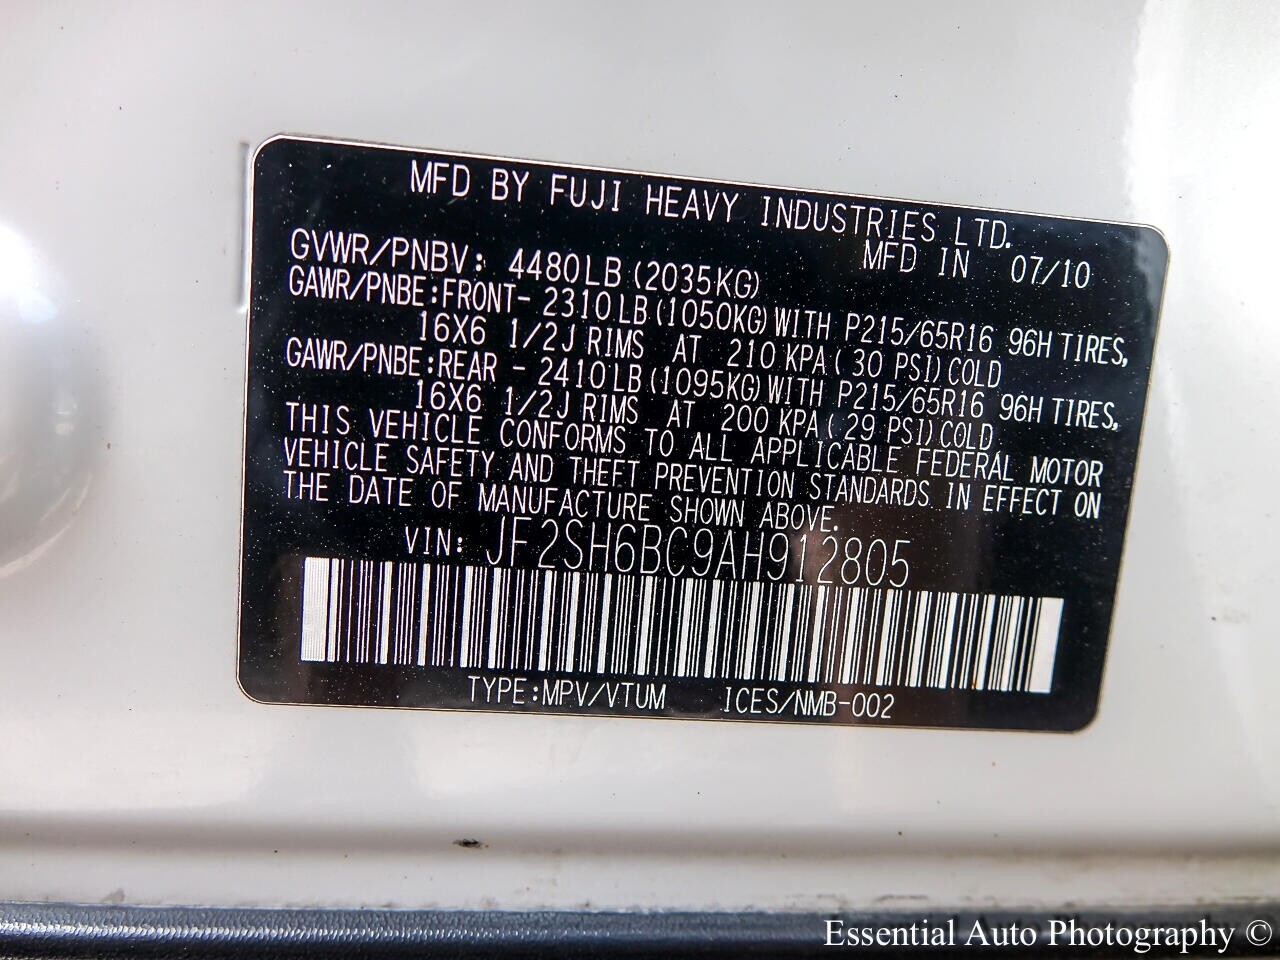 MFD BY FUJI HEAVY INDUSTRIES LTD.
MFD IN 07/10
GVWR/PNBV: 4480LB (2035KG)
GAWR/PNBE:FRONT- 2310LB (1050KG) WITH P215/65R16 96H TIRES,
16X6 1/2J RIMS AT 210 KPA ( 30 PSI) COLD
GAWR/PNBE:REAR - 2410LB (1095KG) WITH P215/65R16 96H TIRES,
16X6 1/2J RIMS AT 200 KPA ( 29 PSI) COLD
THIS VEHICLE CONFORMS TO ALL APPLICABLE FEDERAL MOTOR
VEHICLE SAFETY AND THEFT PREVENTION STANDARDS IN EFFECT ON
THE DATE OF MANUFACTURE SHOWN ABOVE.
VIN: JF2SH6BC9AH912805
TYPE:MPV/VTUM ICES/NMB-002
Essential Auto Photography ©